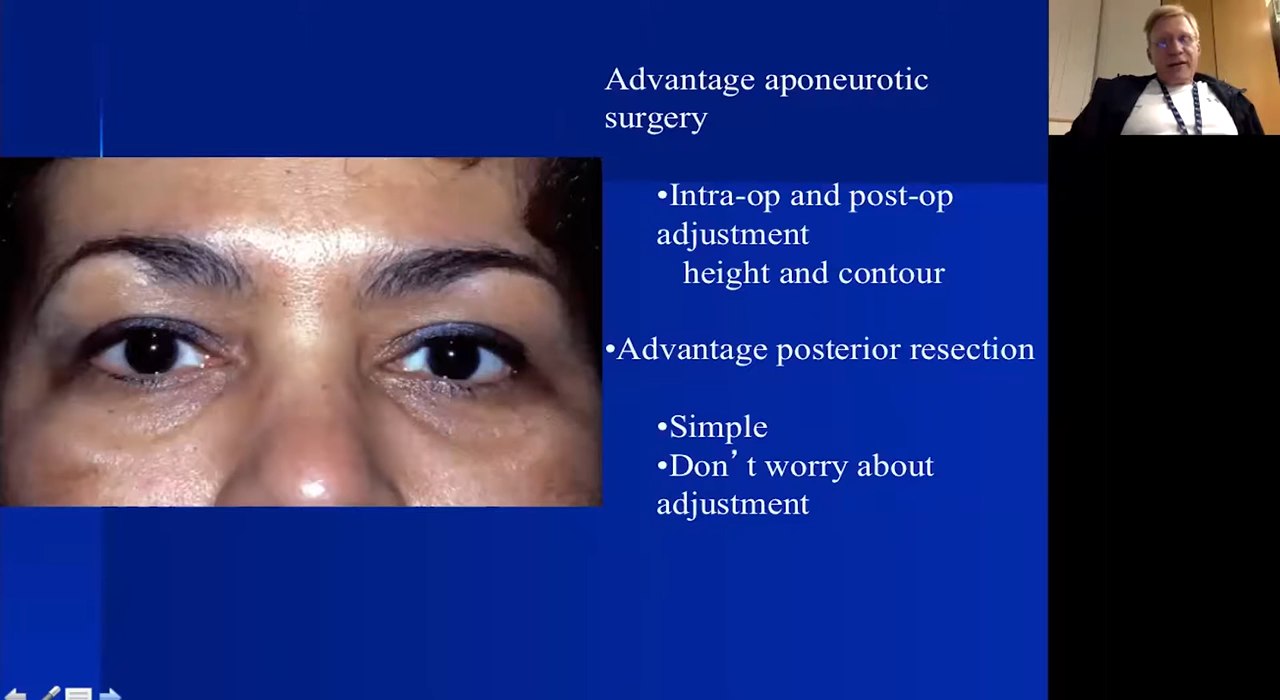 Advantage aponeurotic
surgery
•Intra-op and post-op
adjustment
height and contour
•Advantage posterior resection
•Simple
•Don’ t worry about
adjustment